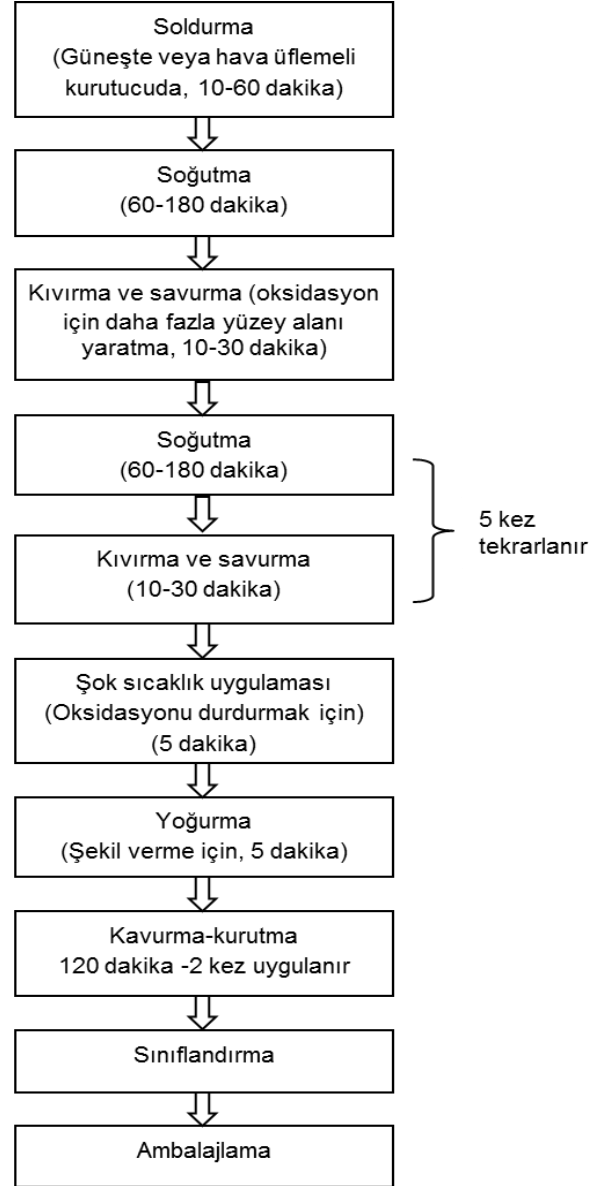 Soldurma
(Güneşte veya hava üflemeli
kurutucuda, 10-60 dakika)
Soğutma
(60-180 dakika)
Kıvırma ve savurma (oksidasyon
için daha fazla yüzey alanı
yaratma, 10-30 dakika)
Soğutma
(60-180 dakika)
5 kez
tekrarlanır
Kıvırma ve savurma
(10-30 dakika)
Şok sıcaklık uygulaması
(Oksidasyonu durdurmak için)
(5 dakika)
Yoğurma
(Şekil verme için, 5 dakika)
Kavurma-kurutma
120 dakika -2 kez uygulanır
Sınıflandırma
Ambalajlama